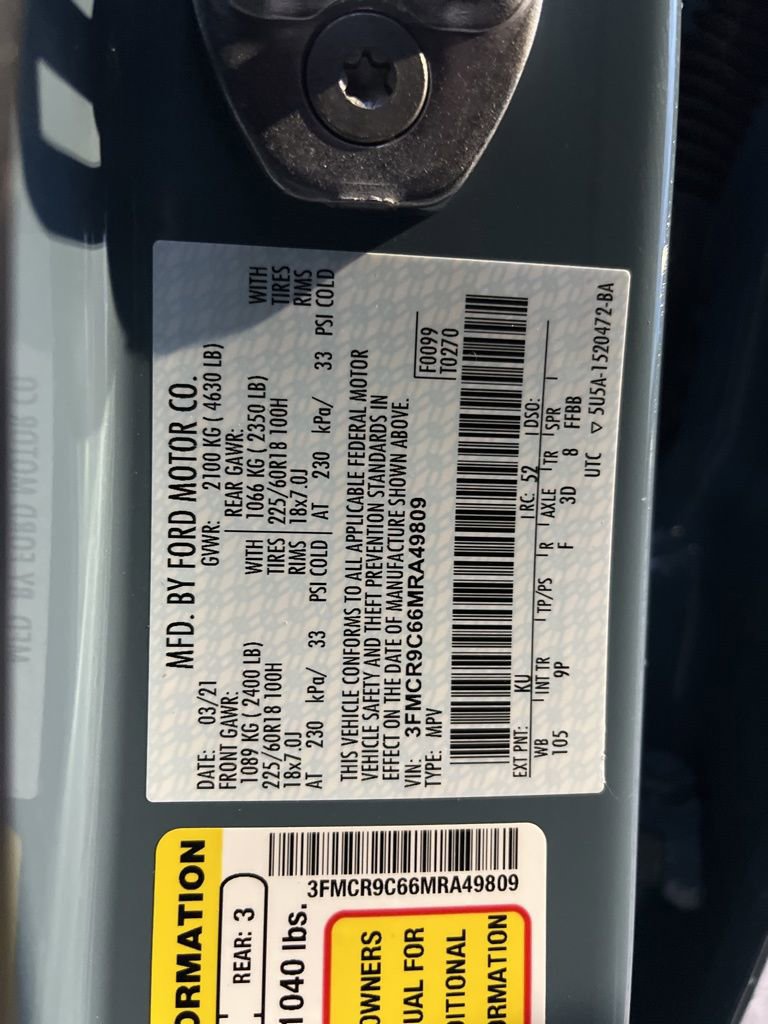 MFD. BY FORD MOTOR CO.
DATE: 03/21 GVWR: 2100 KG ( 4630 LB)
FRONT GAWR: REAR GAWR:
1089 KG ( 2400 LB) WITH 1066 KG ( 2350 LB) WITH
225/60R18 100H TIRES 225/60R18 100H TIRES
18x7.0J RIMS 18x7.0J RIMS
AT 230 kPa/ 33 PSI COLD AT 230 kPa/ 33 PSI COLD
THIS VEHICLE CONFORMS TO ALL APPLICABLE FEDERAL MOTOR
VEHICLE SAFETY AND THEFT PREVENTION STANDARDS IN
EFFECT ON THE DATE OF MANUFACTURE SHOWN ABOVE.
VIN: 3FMCR9C66MRA49809 F0099
TYPE: MPV T0270
EXT PNT: KU RC: 52 DSO:
WB INT TR TP/PS R AXLE TR SPR
105 9P F 3D 8 FFBB
UTC ▽ 5U5A-1520472-BA
ORMATION
REAR: 3
1040 lbs.
3FMCR9C66MRA49809
OWNERS
UAL FOR
ITIONAL
RMATION